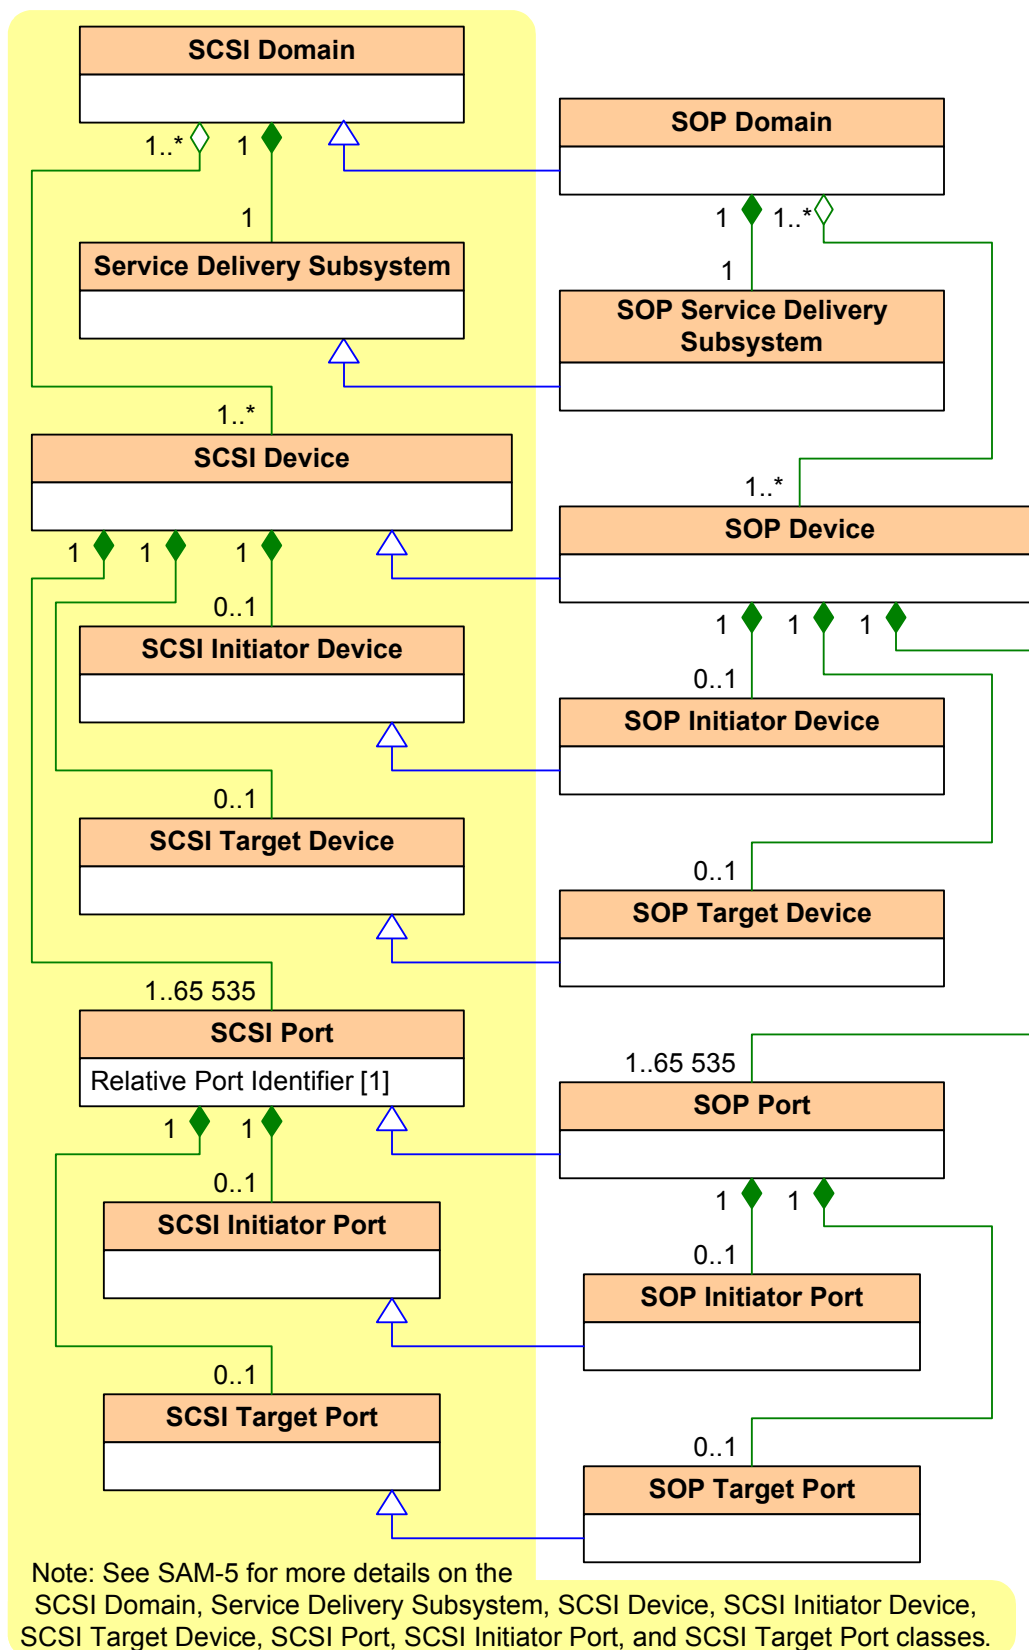 SCSI Domain
1..*
1
1
Service Delivery Subsystem
1..*
SCSI Device
1
1
1
0..1
SCSI Initiator Device
0..1
SCSI Target Device
1..65 535
SCSI Port
Relative Port Identifier [1]
1
1
0..1
SCSI Initiator Port
0..1
SCSI Target Port
SOP Domain
1
1..*
1
SOP Service Delivery
Subsystem
1..*
SOP Device
1
1
1
0..1
SOP Initiator Device
0..1
SOP Target Device
1..65 535
SOP Port
1
1
0..1
SOP Initiator Port
0..1
SOP Target Port
Note: See SAM-5 for more details on the
SCSI Domain, Service Delivery Subsystem, SCSI Device, SCSI Initiator Device,
SCSI Target Device, SCSI Port, SCSI Initiator Port, and SCSI Target Port classes.